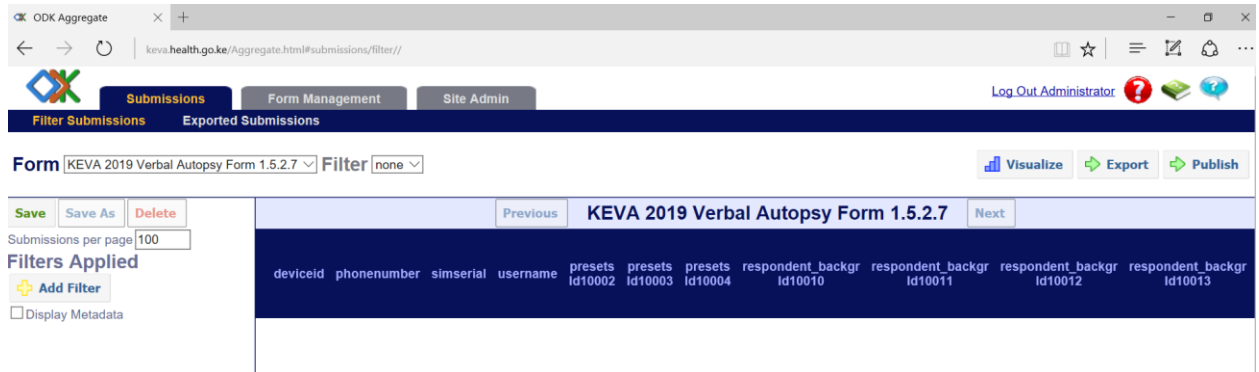 ODK Aggregate
keva.health.go.ke/Aggregate.html#submissions/filter//
Submissions Form Management Site Admin Log Out Administrator
Filter Submissions Exported Submissions
Form KEVA 2019 Verbal Autopsy Form 1.5.2.7 Filter none Visualize Export Publish
Save Save As Delete Previous KEVA 2019 Verbal Autopsy Form 1.5.2.7 Next
Submissions per page 100
Filters Applied
deviceid phonenumber simserial username presets presets presets respondent_backgr respondent_backgr respondent_backgr respondent_backgr
Id10002 Id10003 Id10004 Id10010 Id10011 Id10012 Id10013
Add Filter
Display Metadata